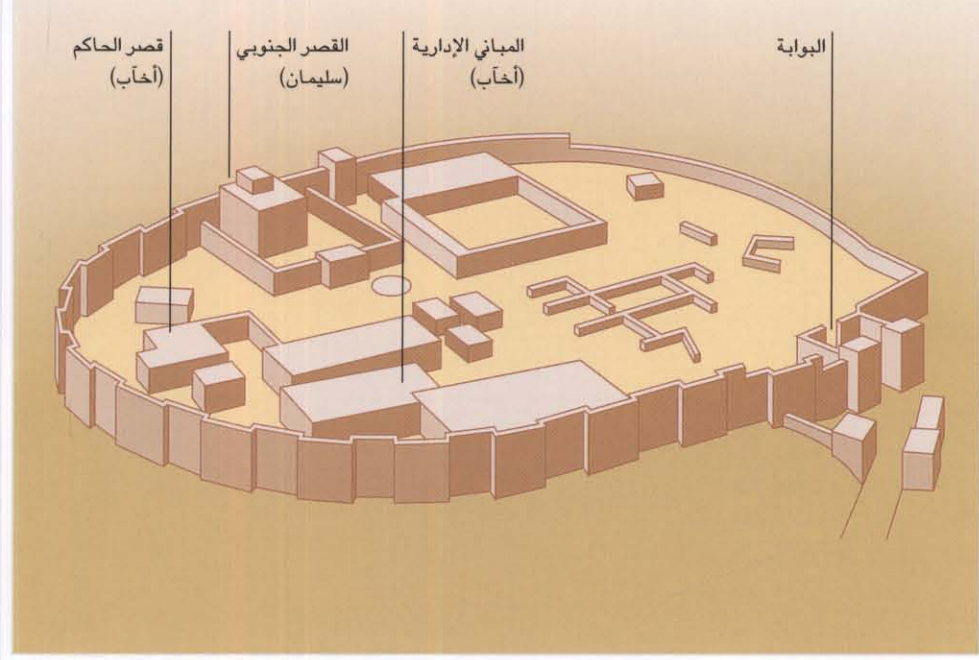 البوابة
المباني الإدارية
(أخآب)
القصر الجنوبي
(سليمان)
قصر الحاكم
(أخآب)